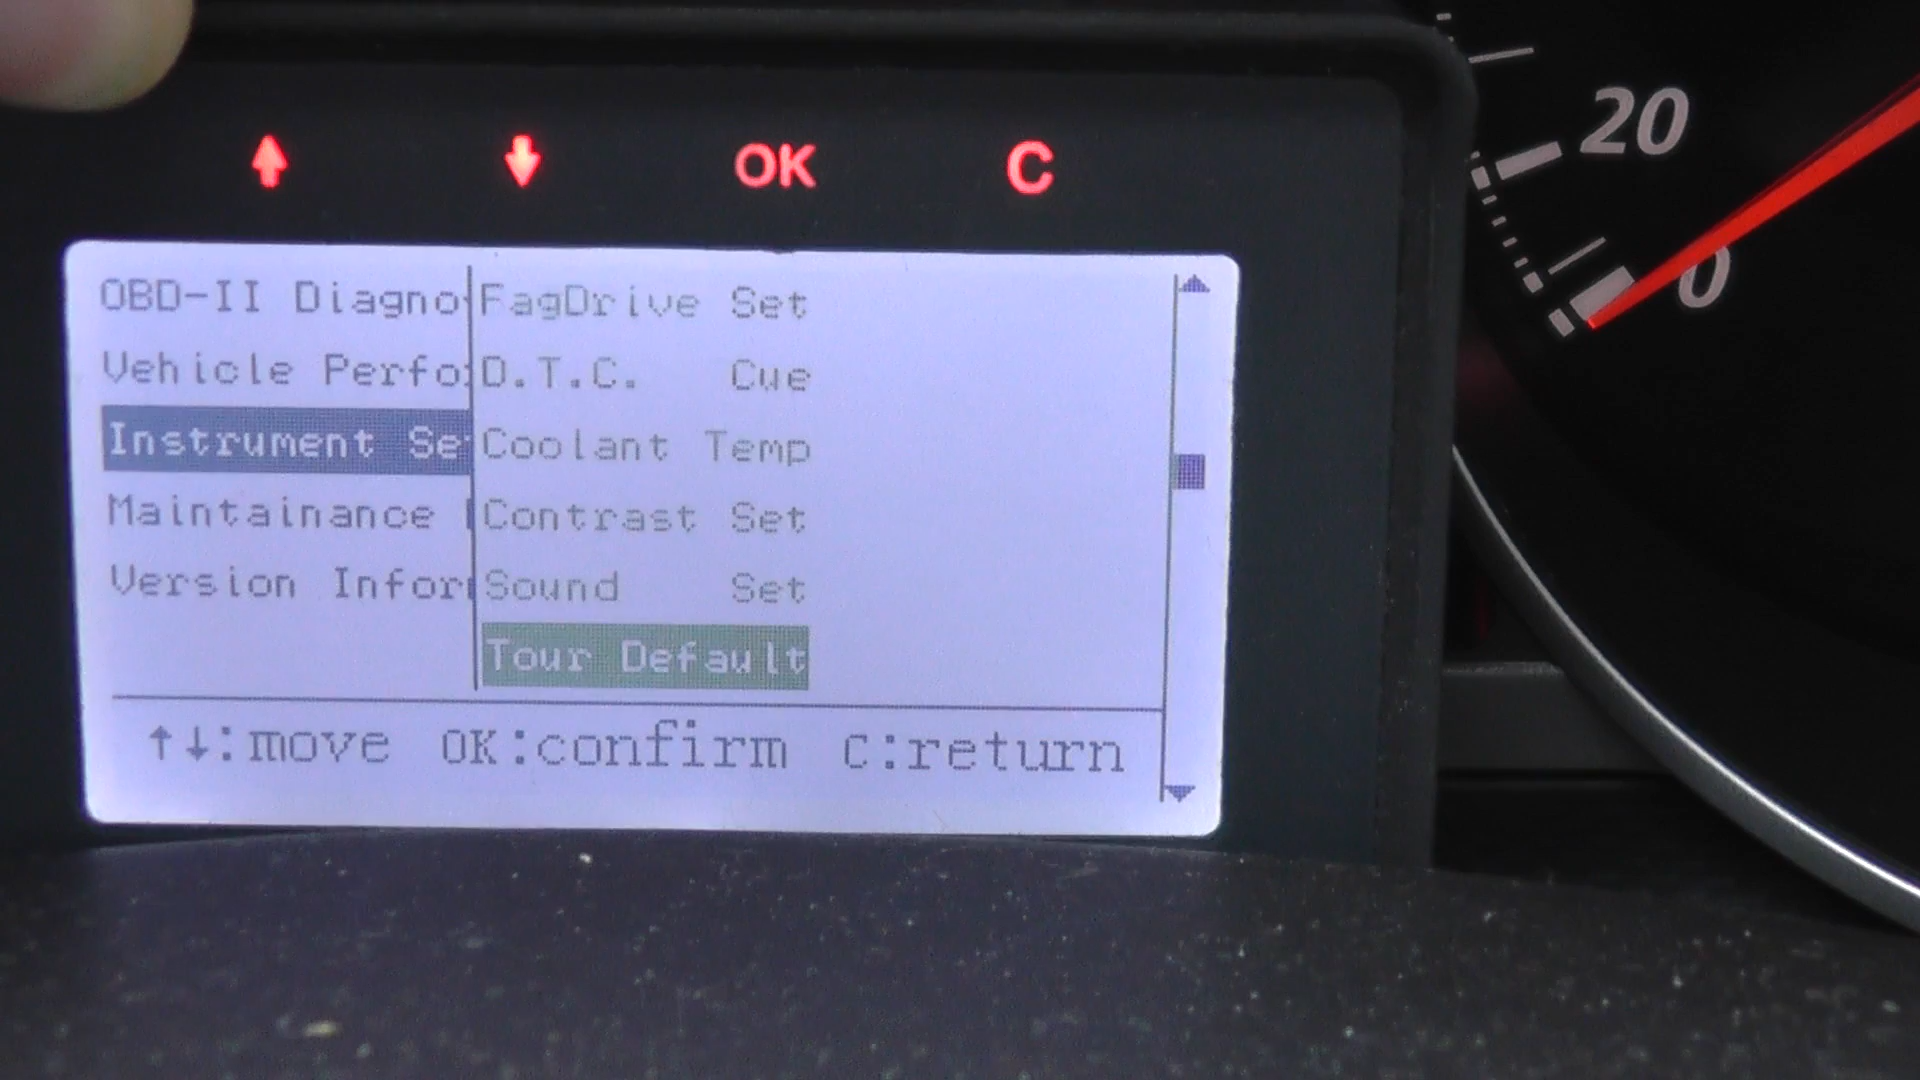 OK C
20
0
OBD-II Diagno
Vehicle Perfo
Instrument Se
Maintainance
Version Infor
FagDrive Set
D.T.C. Cue
Coolant Temp
Contrast Set
Sound Set
Tour Default
↑↓:move OK:confirm C:return